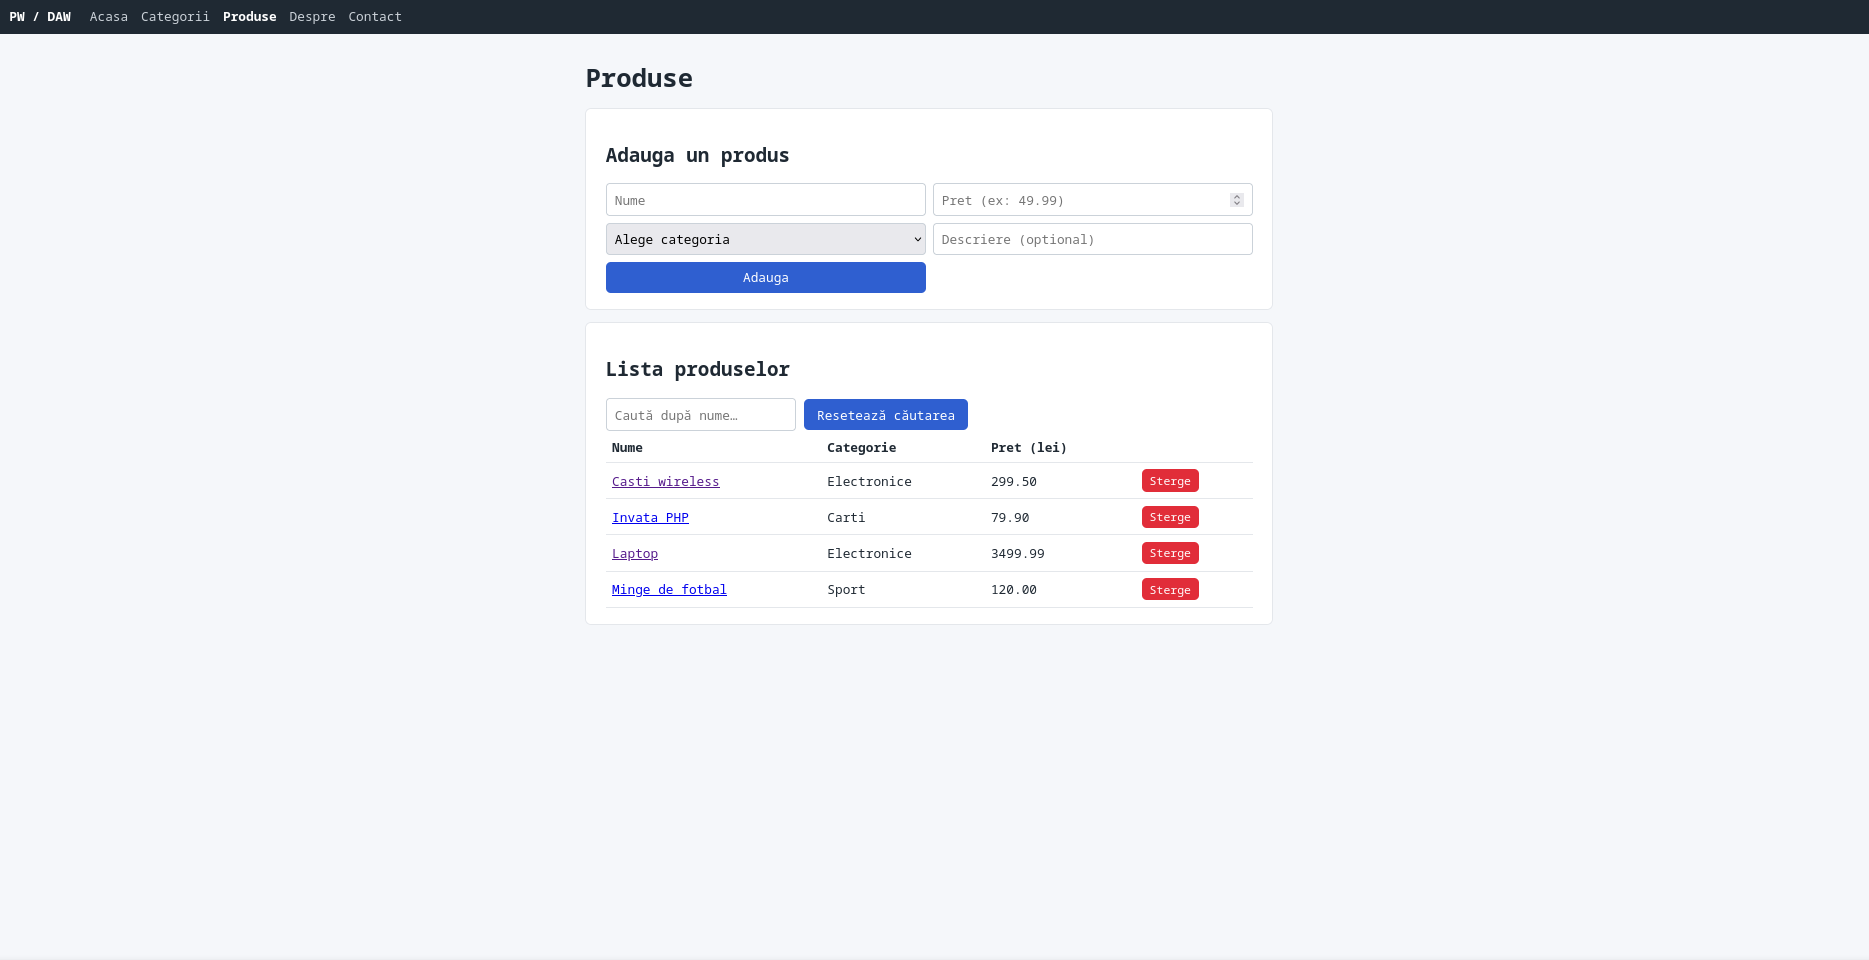 PW / DAW Acasa Categorii Produse Despre Contact
Produse
Adauga un produs
Nume Pret (ex: 49.99)
Alege categoria Descriere (optional)
Adauga
Lista produselor
Caută după nume… Resetează căutarea
Nume Categorie Pret (lei)
Casti wireless Electronice 299.50 Sterge
Invata PHP Carti 79.90 Sterge
Laptop Electronice 3499.99 Sterge
Minge de fotbal Sport 120.00 Sterge